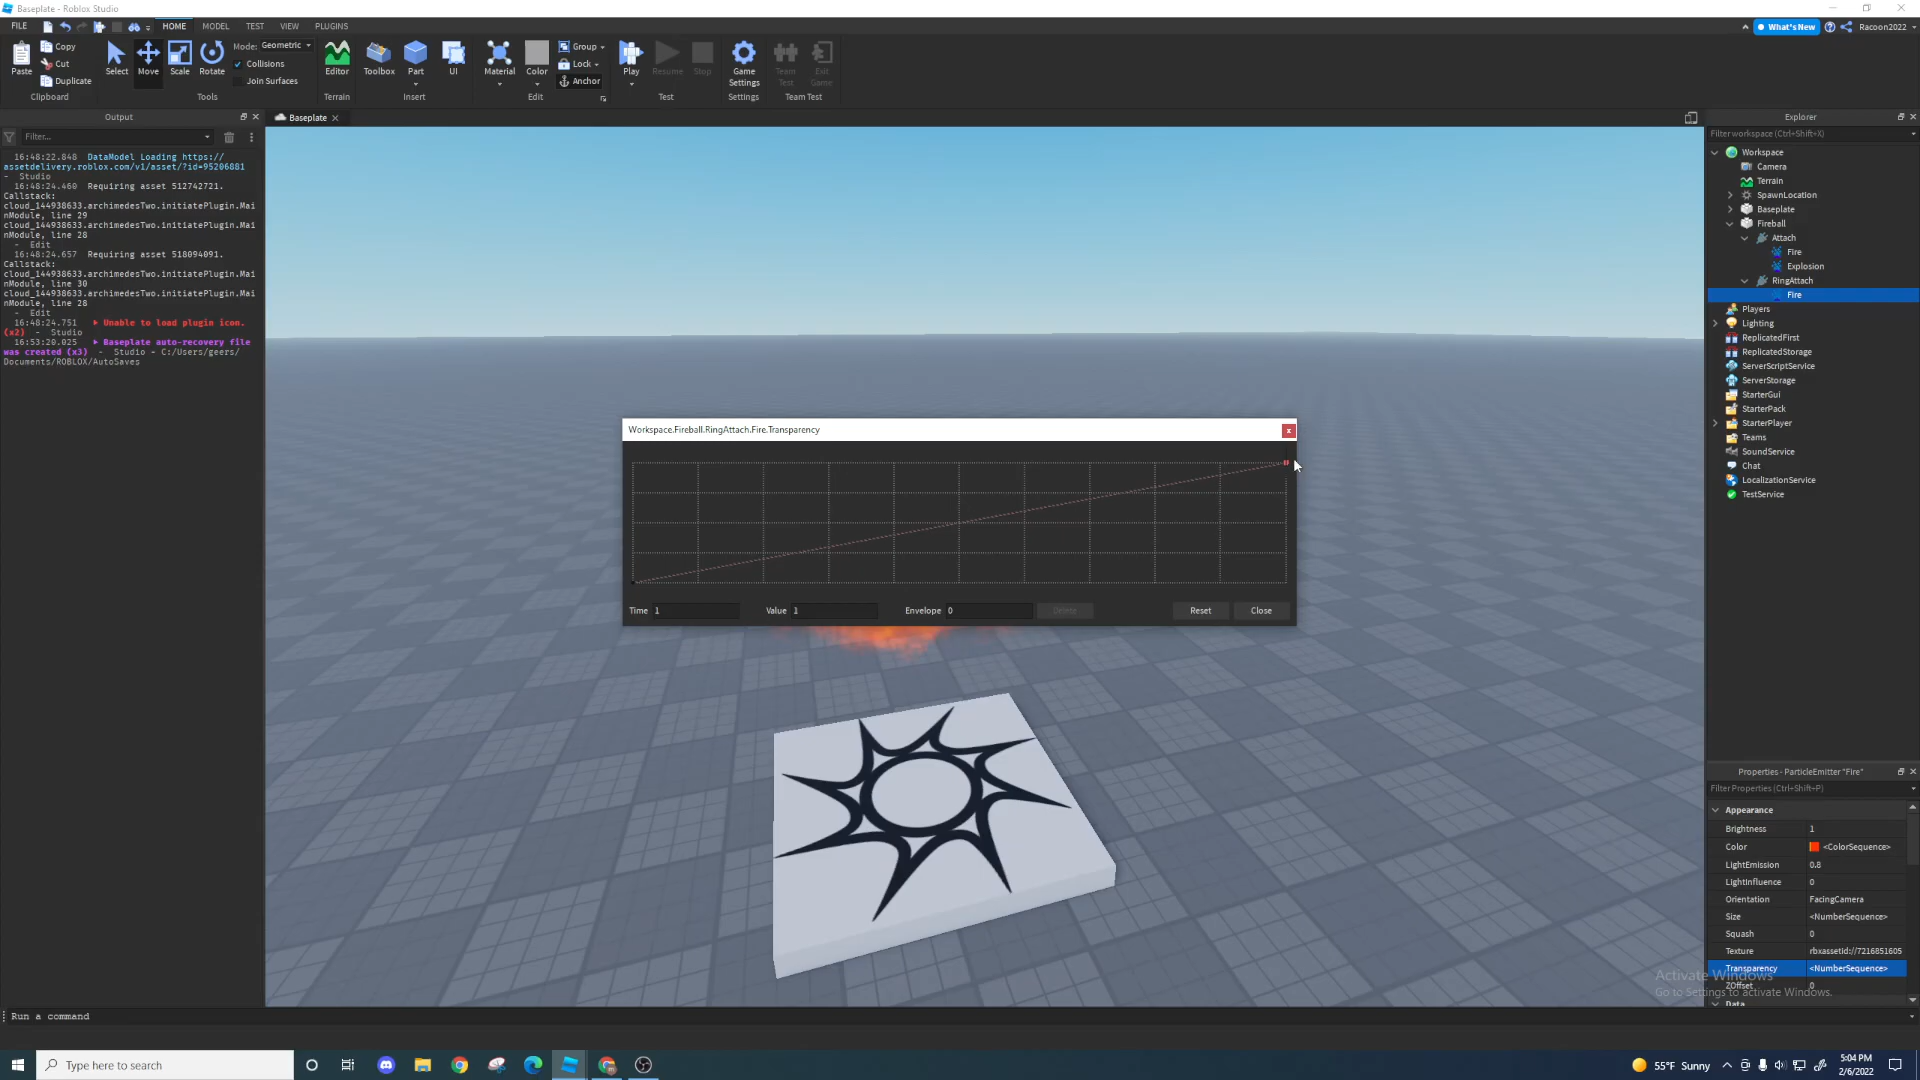 Baseplate - Roblox Studio
FILE HOME MODEL TEST VIEW PLUGINS
What's New Racoon2022
Paste Copy Cut Duplicate
Clipboard
Select Move Scale Rotate Mode: Geometric
Collisions
Join Surfaces
Tools
Editor
Terrain
Toolbox Part UI
Insert
Material Color Group Lock Anchor
Edit
Play Resume Stop
Test
Game Settings
Settings
Team Test Exit Game
Team Test
Output
Filter...
16:48:22.848 DataModel Loading https://
assetdelivery.roblox.com/v1/asset/?id=95206881
- Studio
16:48:24.460 Requiring asset 512742721.
Callstack:
cloud_144938633.archimedesTwo.initiatePlugin.Mai
nModule, line 29
cloud_144938633.archimedesTwo.initiatePlugin.Mai
nModule, line 28
- Edit
16:48:24.657 Requiring asset 518094091.
Callstack:
cloud_144938633.archimedesTwo.initiatePlugin.Mai
nModule, line 30
cloud_144938633.archimedesTwo.initiatePlugin.Mai
nModule, line 28
- Edit
16:48:24.751 Unable to load plugin icon.
(x2) - Studio
16:53:20.025 Baseplate auto-recovery file
was created (x3) - Studio - C:/Users/geers/
Documents/ROBLOX/AutoSaves
Baseplate
Workspace.Fireball.RingAttach.Fire.Transparency
Time 1 Value 1 Envelope 0 Delete Reset Close
Explorer
Filter workspace (Ctrl+Shift+X)
Workspace
Camera
Terrain
SpawnLocation
Baseplate
Fireball
Attach
Fire
Explosion
RingAttach
Fire
Players
Lighting
ReplicatedFirst
ReplicatedStorage
ServerScriptService
ServerStorage
StarterGui
StarterPack
StarterPlayer
Teams
SoundService
Chat
LocalizationService
TestService
Properties - ParticleEmitter "Fire"
Filter Properties (Ctrl+Shift+P)
Appearance
Brightness 1
Color <ColorSequence>
LightEmission 0.8
LightInfluence 0
Orientation FacingCamera
Size <NumberSequence>
Squash 0
Texture rbxassetid://7216851605
Transparency <NumberSequence>
ZOffset 0
Data
Activate Windows
Go to Settings to activate Windows.
Run a command
Type here to search
55°F Sunny
5:04 PM
2/6/2022